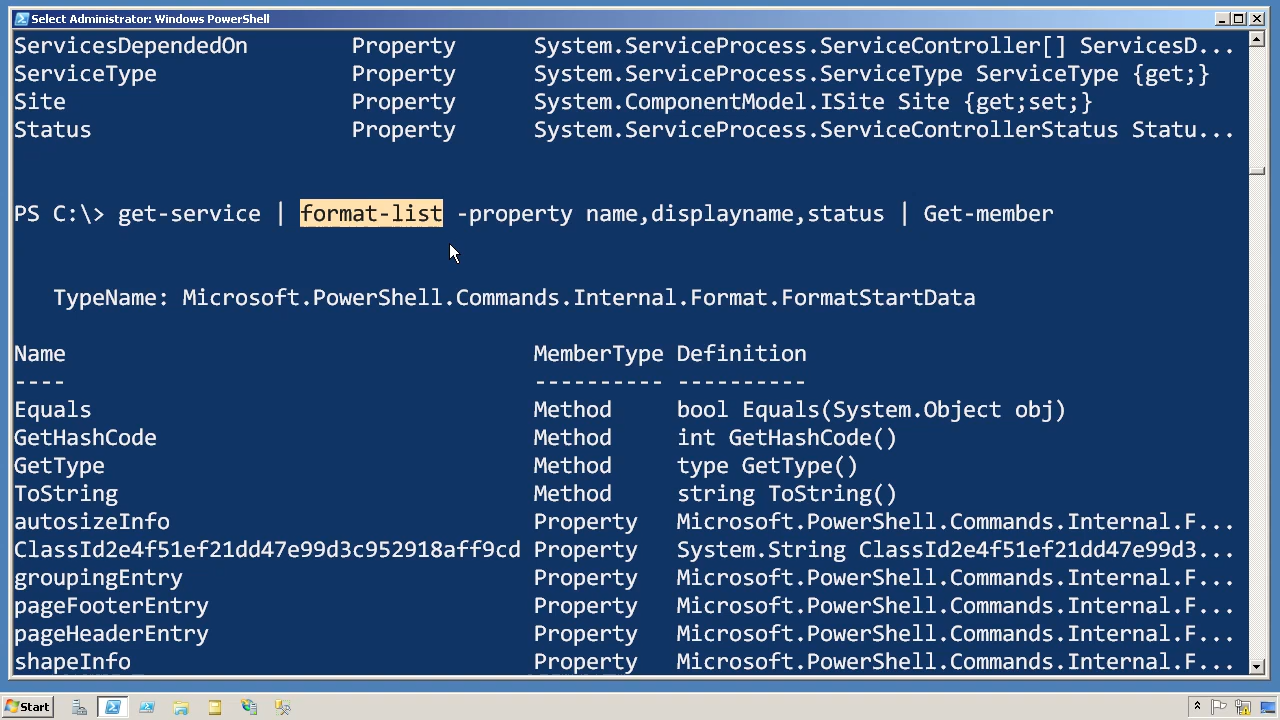 Select Administrator: Windows PowerShell
ServicesDependedOn Property System.ServiceProcess.ServiceController[] ServicesD...
ServiceType Property System.ServiceProcess.ServiceType ServiceType {get;}
Site Property System.ComponentModel.ISite Site {get;set;}
Status Property System.ServiceProcess.ServiceControllerStatus Statu...
PS C:\> get-service | format-list -property name,displayname,status | Get-member
TypeName: Microsoft.PowerShell.Commands.Internal.Format.FormatStartData
Name MemberType Definition
---- ---------- ----------
Equals Method bool Equals(System.Object obj)
GetHashCode Method int GetHashCode()
GetType Method type GetType()
ToString Method string ToString()
autosizeInfo Property Microsoft.PowerShell.Commands.Internal.F...
ClassId2e4f51ef21dd47e99d3c952918aff9cd Property System.String ClassId2e4f51ef21dd47e99d3...
groupingEntry Property Microsoft.PowerShell.Commands.Internal.F...
pageFooterEntry Property Microsoft.PowerShell.Commands.Internal.F...
pageHeaderEntry Property Microsoft.PowerShell.Commands.Internal.F...
shapeInfo Property Microsoft.PowerShell.Commands.Internal.F...
Start